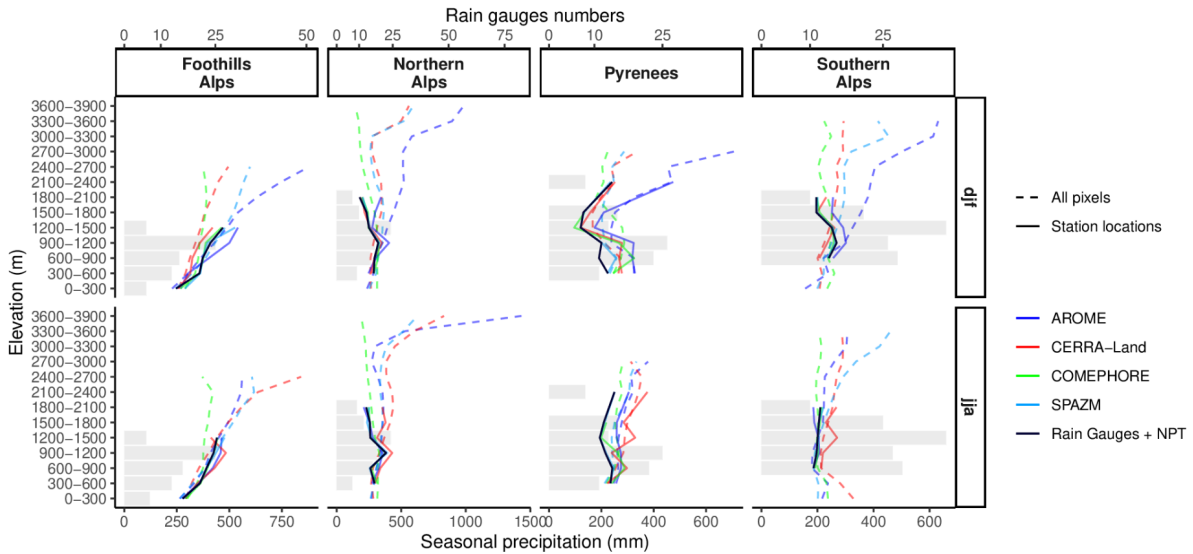 Rain gauges numbers
0 10 25 50 0 10 25 50 75 0 10 25 0 10 25
Foothills Alps
Northern Alps
Pyrenees
Southern Alps
Elevation (m)
3600−3900
3300−3600
3000−3300
2700−3000
2400−2700
2100−2400
1800−2100
1500−1800
1200−1500
900−1200
600−900
300−600
0−300
djf
3600−3900
3300−3600
3000−3300
2700−3000
2400−2700
2100−2400
1800−2100
1500−1800
1200−1500
900−1200
600−900
300−600
0−300
jja
0 250 500 750 0 500 1000 1500 0 200 400 600 0 200 400 600
Seasonal precipitation (mm)
All pixels
Station locations
AROME
CERRA−Land
COMEPHORE
SPAZM
Rain Gauges + NPT